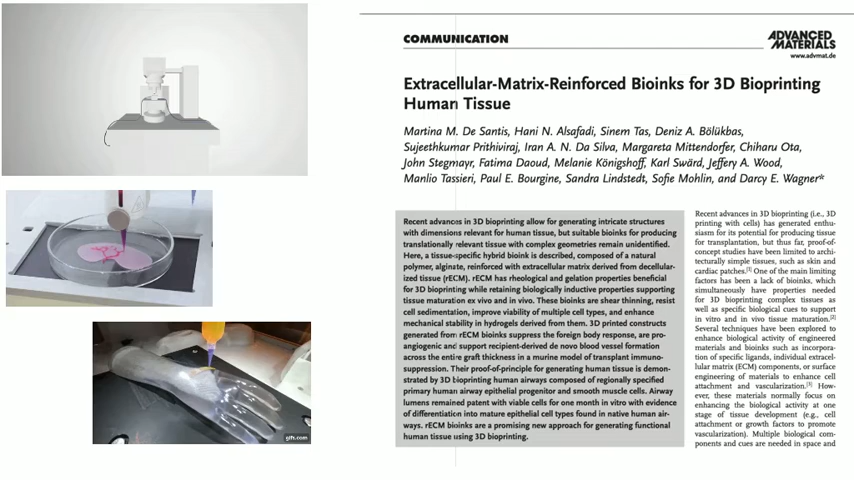 COMMUNICATION
ADVANCED
MATERIALS
www.advmat.de
Extracellular-Matrix-Reinforced Bioinks for 3D Bioprinting
Human Tissue
Martina M. De Santis, Hani N. Alsafadi, Sinem Tas, Deniz A. Bölükbas,
Sujeethkumar Prithiviraj, Iran A. N. Da Silva, Margareta Mittendorfer, Chiharu Ota,
John Stegmayr, Fatima Daoud, Melanie Königshoff, Karl Swärd, Jeffery A. Wood,
Manlio Tassieri, Paul E. Bourgine, Sandra Lindstedt, Sofie Mohlin, and Darcy E. Wagner*
Recent advances in 3D bioprinting allow for generating intricate structures
with dimensions relevant for human tissue, but suitable bioinks for producing
translationally relevant tissue with complex geometries remain unidentified.
Here, a tissue-specific hybrid bioink is described, composed of a natural
polymer, alginate, reinforced with extracellular matrix derived from decellular-
ized tissue (rECM). rECM has rheological and gelation properties beneficial
for 3D bioprinting while retaining biologically inductive properties supporting
tissue maturation ex vivo and in vivo. These bioinks are shear thinning, resist
cell sedimentation, improve viability of multiple cell types, and enhance
mechanical stability in hydrogels derived from them. 3D printed constructs
generated from rECM bioinks suppress the foreign body response, are pro-
angiogenic and support recipient-derived de novo blood vessel formation
across the entire graft thickness in a murine model of transplant immuno-
suppression. Their proof-of-principle for generating human tissue is demon-
strated by 3D bioprinting human airways composed of regionally specified
primary human airway epithelial progenitor and smooth muscle cells. Airway
lumens remained patent with viable cells for one month in vitro with evidence
of differentiation into mature epithelial cell types found in native human air-
ways. rECM bioinks are a promising new approach for generating functional
human tissue using 3D bioprinting.
Recent advances in 3D bioprinting (i.e., 3D
printing with cells) has generated enthu-
siasm for its potential for producing tissue
for transplantation, but thus far, proof-of-
concept studies have been limited to archi-
tecturally simple tissues, such as skin and
cardiac patches.[1] One of the main limiting
factors has been a lack of bioinks, which
simultaneously have properties needed
for 3D bioprinting complex tissues as
well as specific biological cues to support
in vitro and in vivo tissue maturation.[2]
Several techniques have been explored to
enhance biological activity of engineered
materials and bioinks such as incorpora-
tion of specific ligands, individual extracel-
lular matrix (ECM) components, or surface
engineering of materials to enhance cell
attachment and vascularization.[3] How-
ever, these materials normally focus on
enhancing the biological activity at one
stage of tissue development (e.g., cell
attachment or growth factors to promote
vascularization). Multiple biological com-
ponents and cues are needed in space and
gifs.com